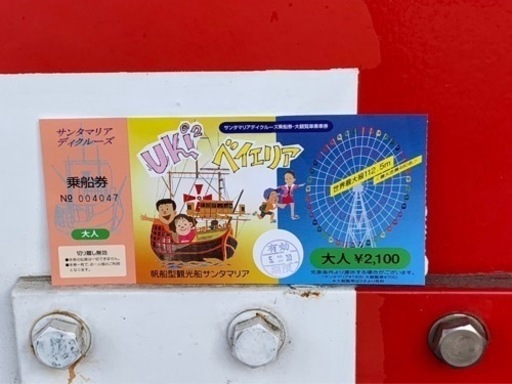 サンタマリア
デイクルーズ
乗船券
№ 004047
大人
切り離し無効
サンタマリアデイクルーズ乗船券・大観覧車乗車券
UKi2
ベイエリア
世界最大級112.5m
有効
帆船型観光船サンタマリア
大人 ¥2,100